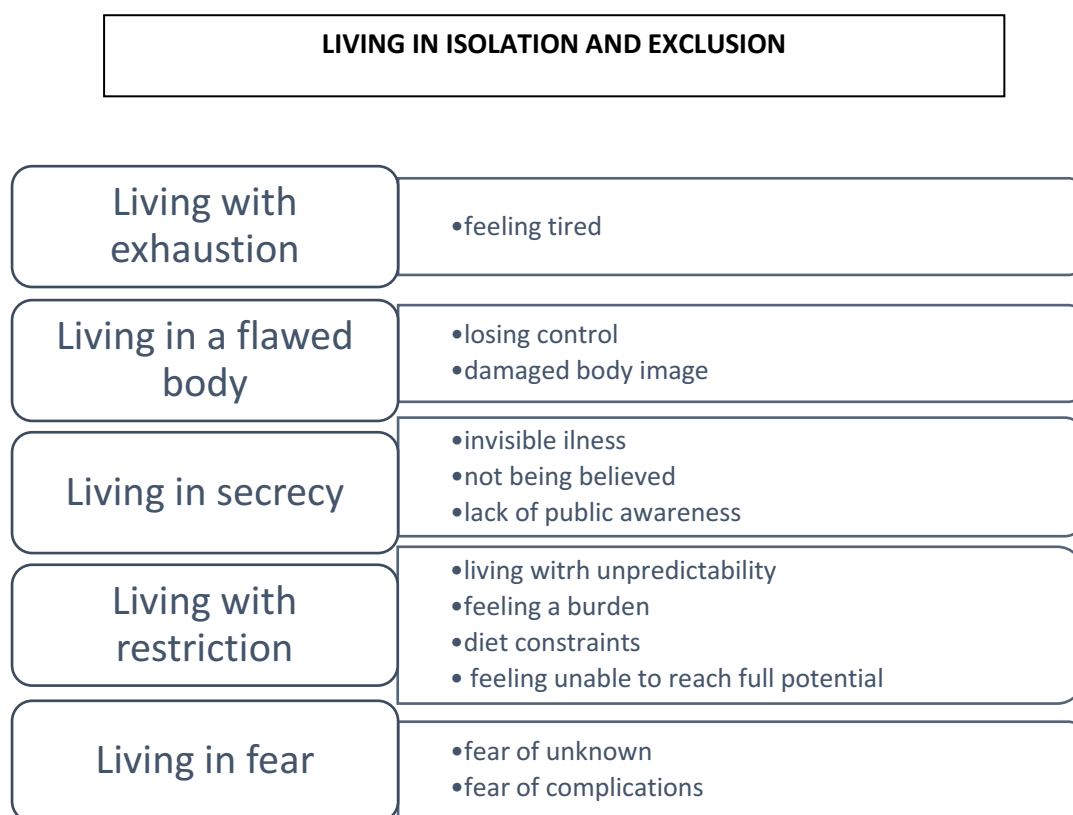 LIVING IN ISOLATION AND EXCLUSION
Living with
exhaustion
•feeling tired
Living in a flawed
body
•losing control
•damaged body image
Living in secrecy
•invisible ilness
•not being believed
•lack of public awareness
Living with
restriction
•living witrh unpredictability
•feeling a burden
•diet constraints
• feeling unable to reach full potential
Living in fear
•fear of unknown
•fear of complications